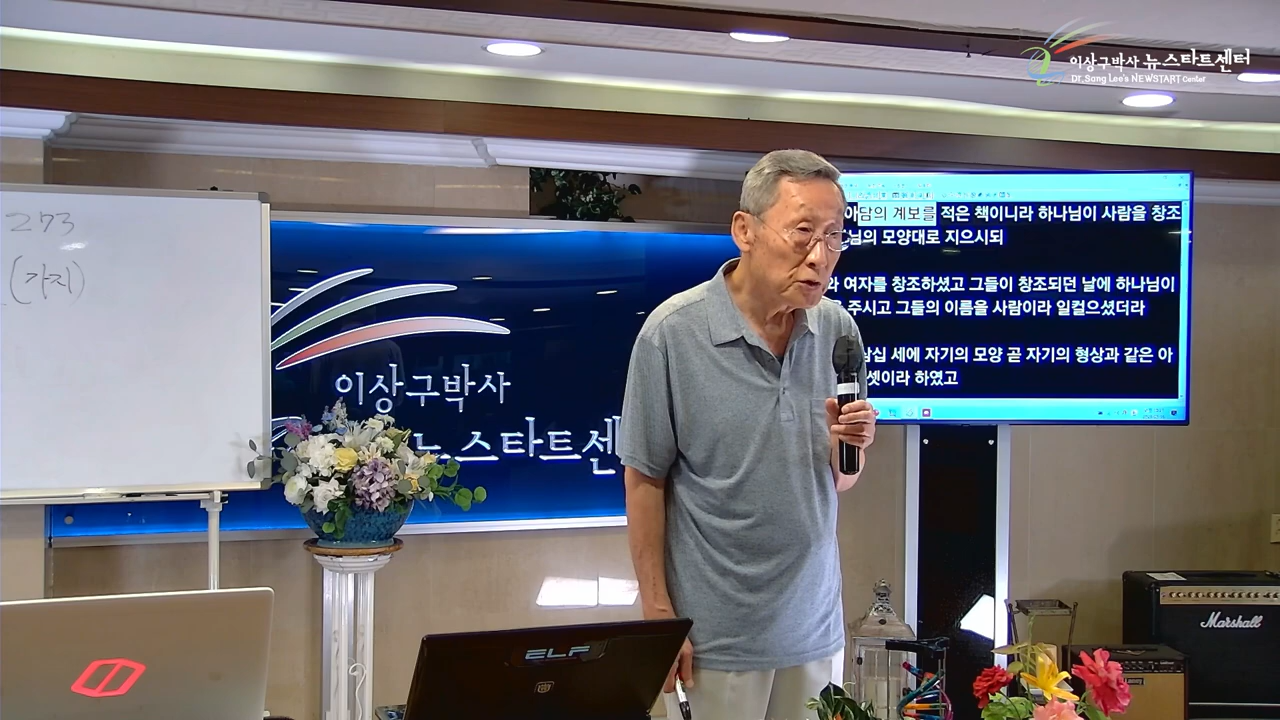 이상구박사 뉴스타트센터
Dr. Sang Lee's NEWSTART Center
273
(가지)
이상구박사
뉴스타트센
아담의 계보를 적은 책이니라 하나님이 사람을 창조
님의 모양대로 지으시되
와 여자를 창조하셨고 그들이 창조되던 날에 하나님이
주시고 그들의 이름을 사람이라 일컬으셨더라
삼십 세에 자기의 모양 곧 자기의 형상과 같은 아
셋이라 하였고
ELF
Marshall